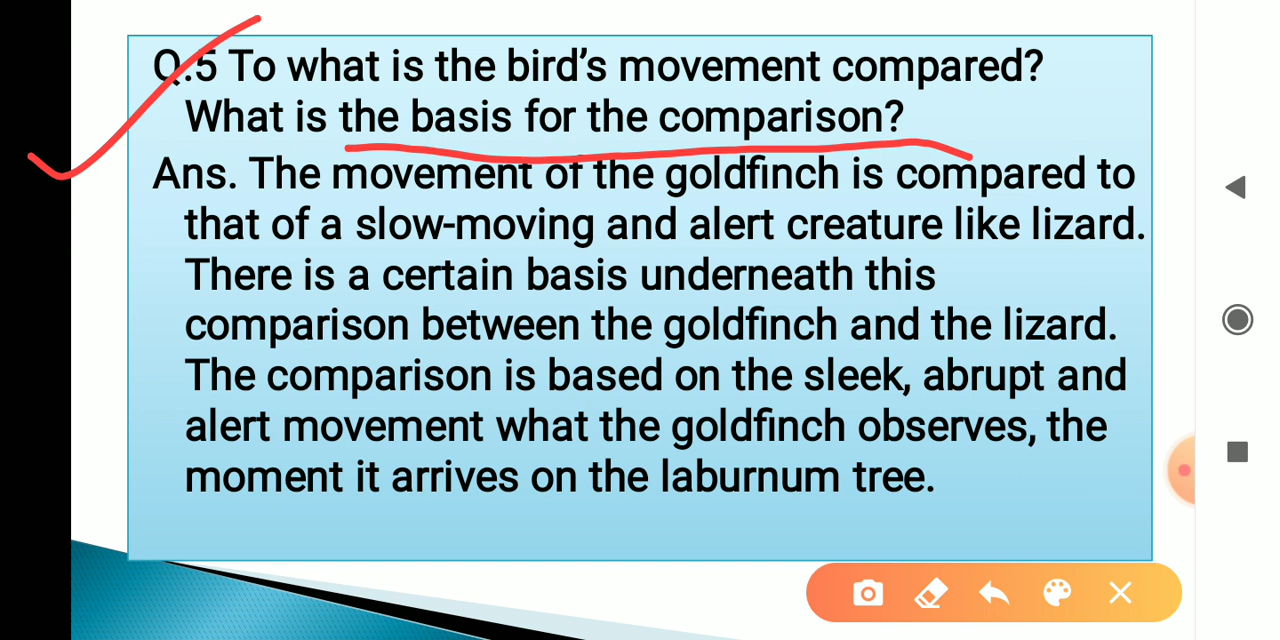 Q.5 To what is the bird's movement compared?
What is the basis for the comparison?
Ans. The movement of the goldfinch is compared to
that of a slow-moving and alert creature like lizard.
There is a certain basis underneath this
comparison between the goldfinch and the lizard.
The comparison is based on the sleek, abrupt and
alert movement what the goldfinch observes, the
moment it arrives on the laburnum tree.